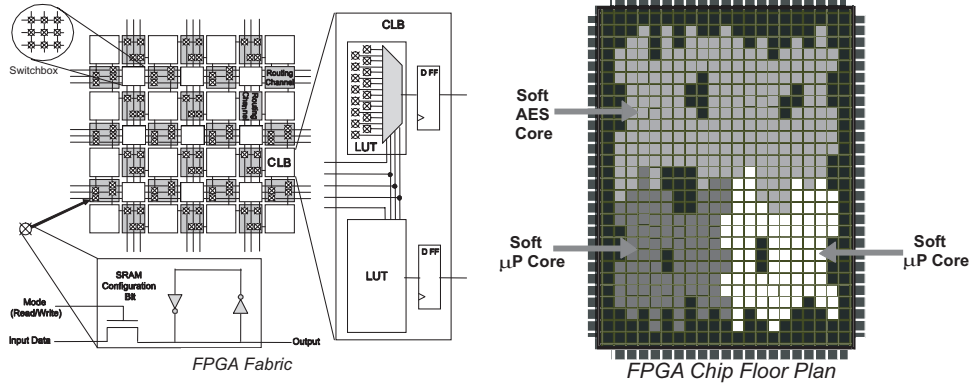 Switchbox
Routing
Channel
Routing
Channel
CLB
CLB
LUT
D FF
LUT
D FF
SRAM
Configuration
Bit
Mode
(Read/Write)
Input Data
Output
FPGA Fabric
Soft
AES
Core
Soft
μP Core
Soft
μP Core
FPGA Chip Floor Plan